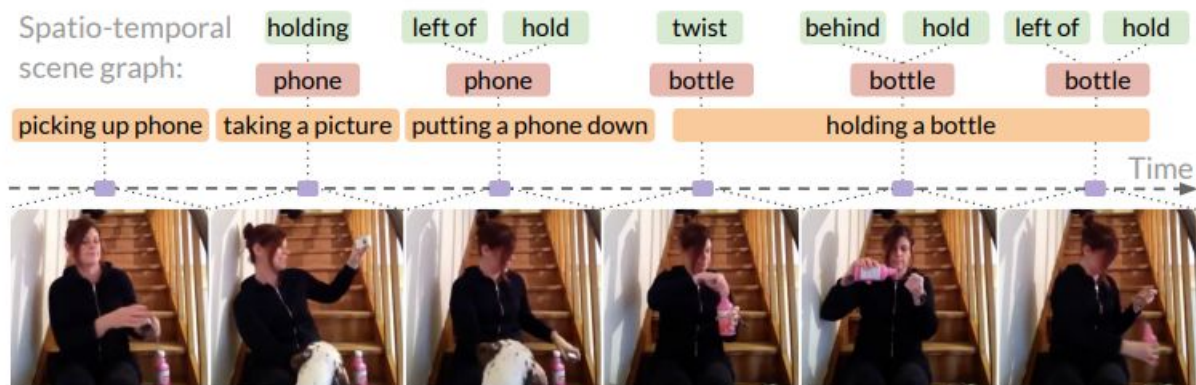 Spatio-temporal
scene graph:
holding
left of
hold
twist
behind
hold
left of
hold
phone
phone
bottle
bottle
bottle
picking up phone
taking a picture
putting a phone down
holding a bottle
Time